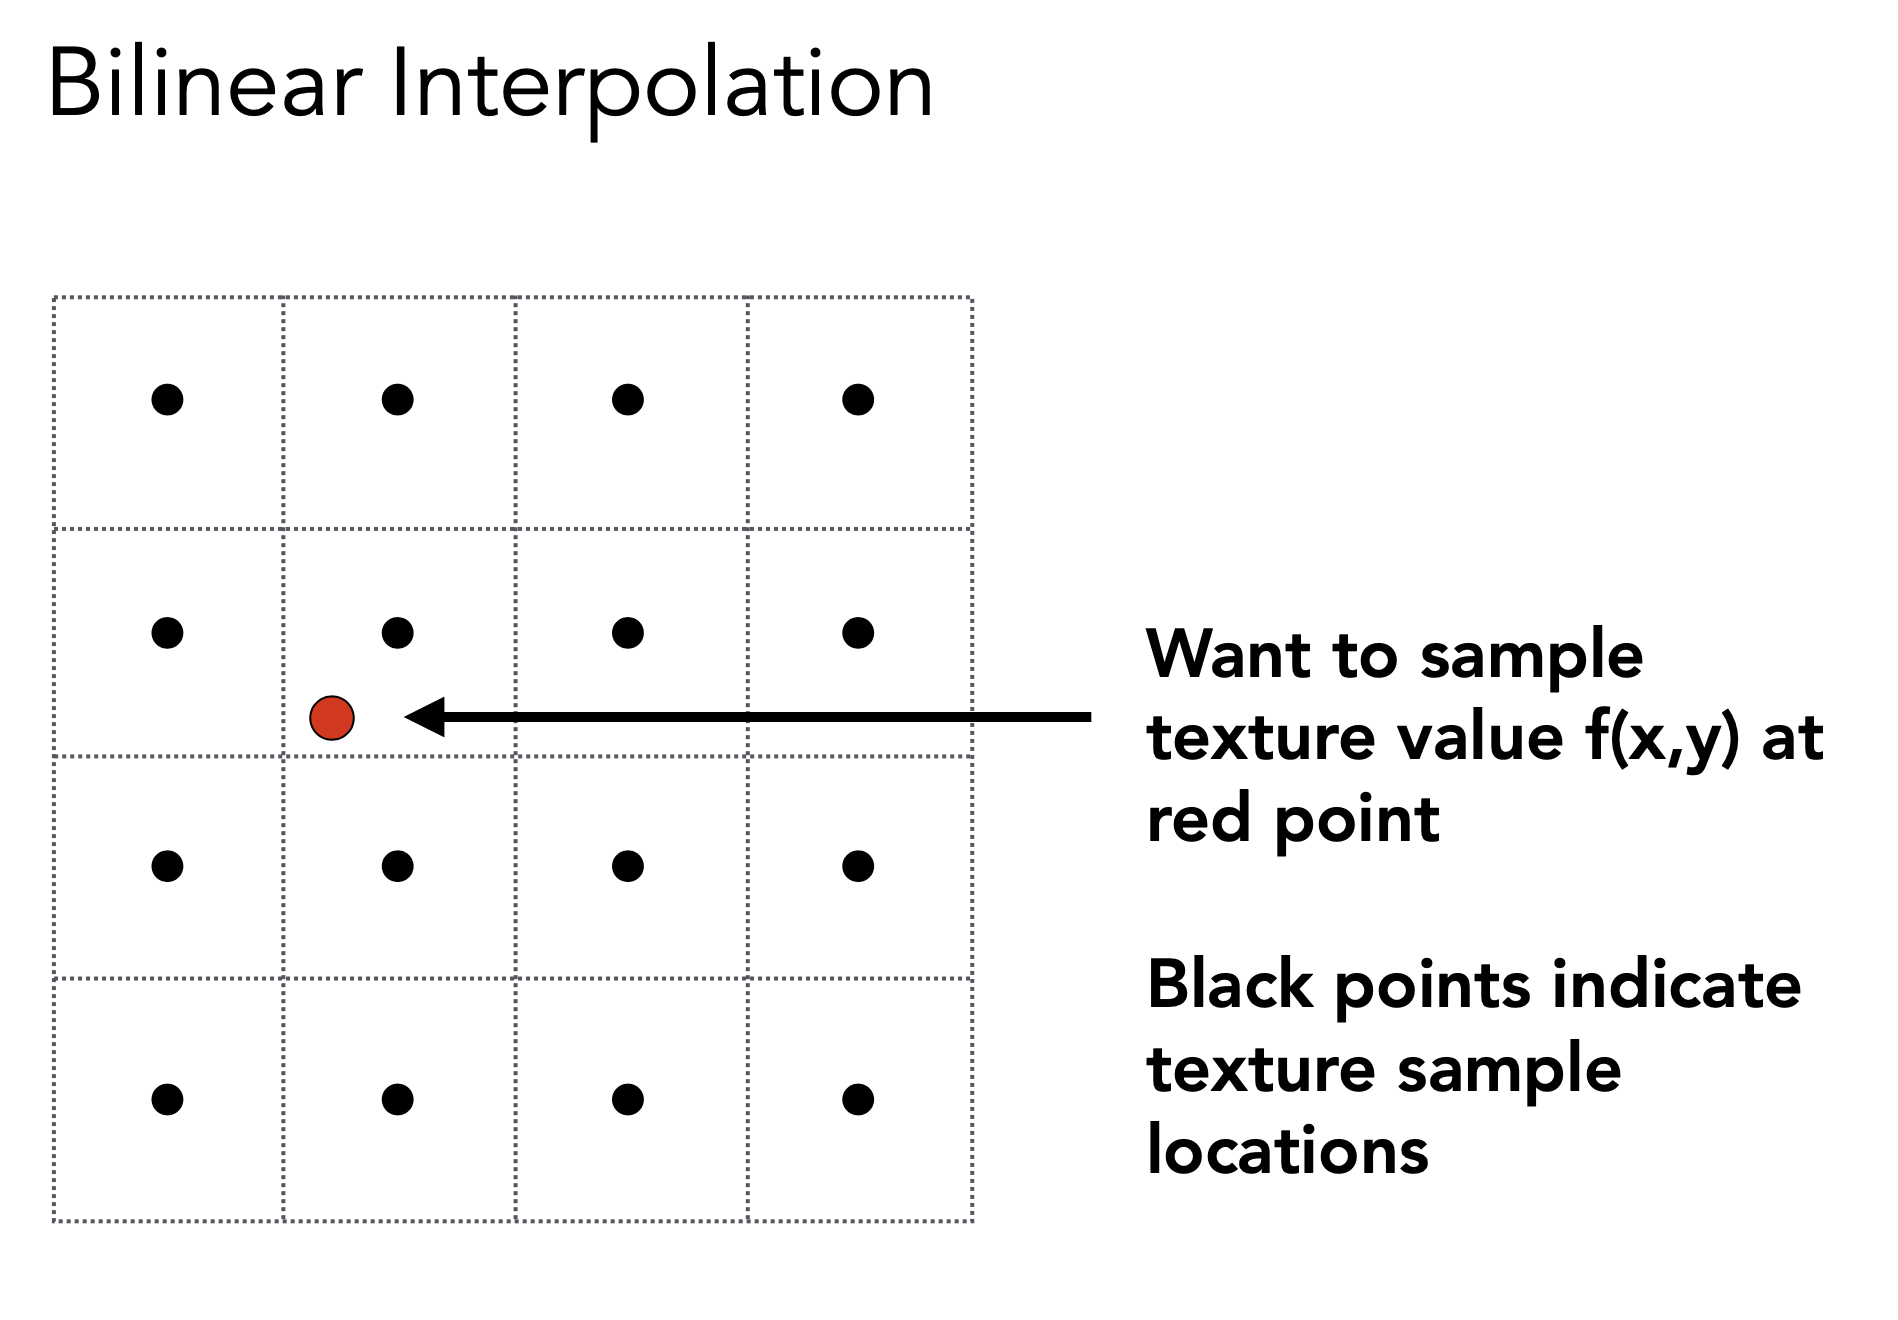 Bilinear Interpolation
Want to sample
texture value f(x,y) at
red point
Black points indicate
texture sample
locations